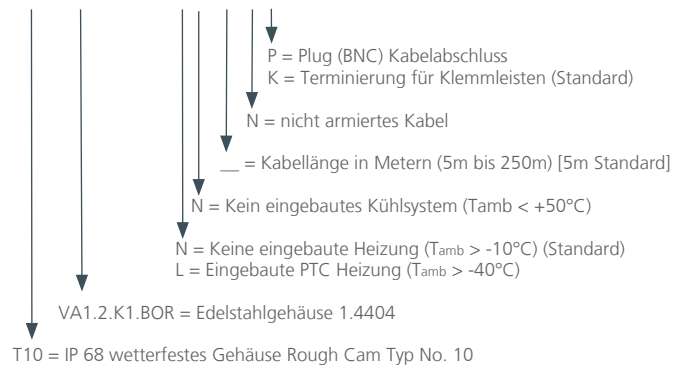 P = Plug (BNC) Kabelabschluss
K = Terminierung für Klemmleisten (Standard)
N = nicht armiertes Kabel
__ = Kabellänge in Metern (5m bis 250m) [5m Standard]
N = Kein eingebautes Kühlsystem (Tamb < +50°C)
N = Keine eingebaute Heizung (Tamb > -10°C) (Standard)
L = Eingebaute PTC Heizung (Tamb > -40°C)
VA1.2.K1.BOR = Edelstahlgehäuse 1.4404
T10 = IP 68 wetterfestes Gehäuse Rough Cam Typ No. 10